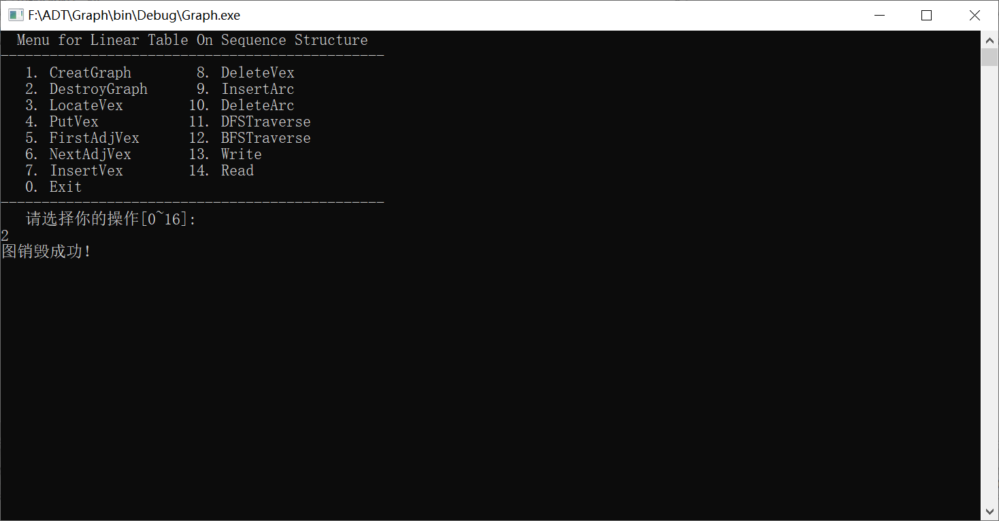 F:\ADT\Graph\bin\Debug\Graph.exe
Menu for Linear Table On Sequence Structure
-----------------------------------------------
1. CreatGraph 8. DeleteVex
2. DestroyGraph 9. InsertArc
3. LocateVex 10. DeleteArc
4. PutVex 11. DFSTraverse
5. FirstAdjVex 12. BFSTraverse
6. NextAdjVex 13. Write
7. InsertVex 14. Read
0. Exit
-----------------------------------------------
请选择你的操作[0~16]:
2
图销毁成功!